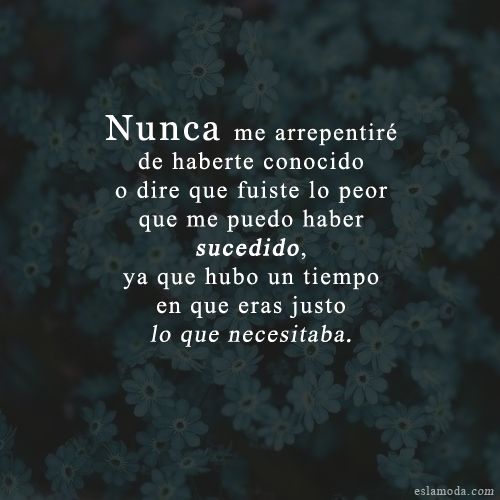 Nunca me arrepentiré
de haberte conocido
o dire que fuiste lo peor
que me puedo haber
sucedido,
ya que hubo un tiempo
en que eras justo
lo que necesitaba.
eslamoda.com